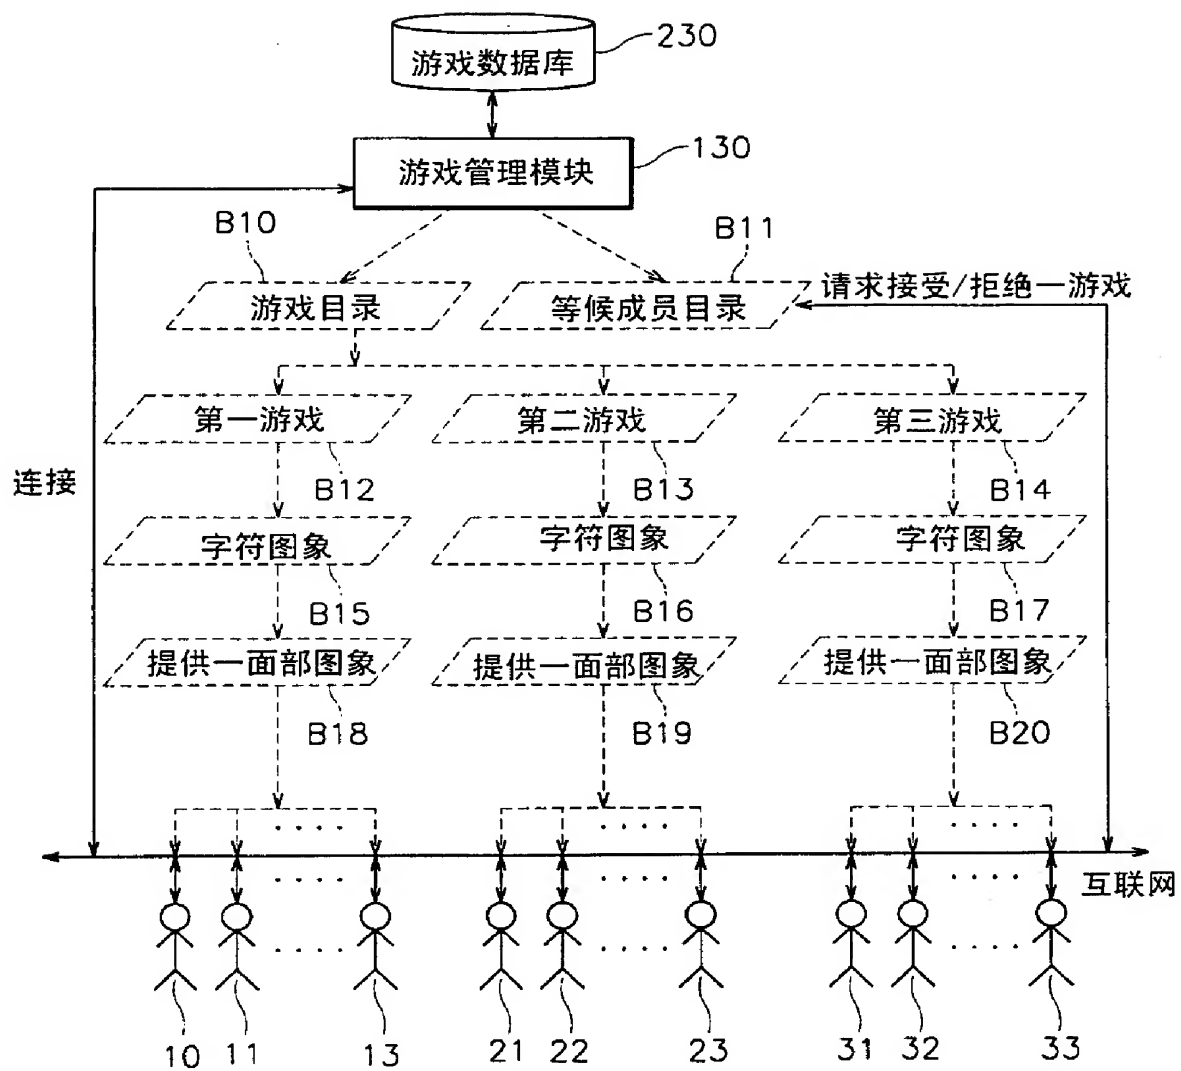 230
游戏数据库
130
游戏管理模块
B10
B11
请求接受/拒绝一游戏
游戏目录
等候成员目录
第一游戏
第二游戏
第三游戏
连接
B12
B13
B14
字符图象
字符图象
字符图象
B15
B16
B17
提供一面部图象
提供一面部图象
提供一面部图象
B18
B19
B20
互联网
10
11
13
21
22
23
31
32
33